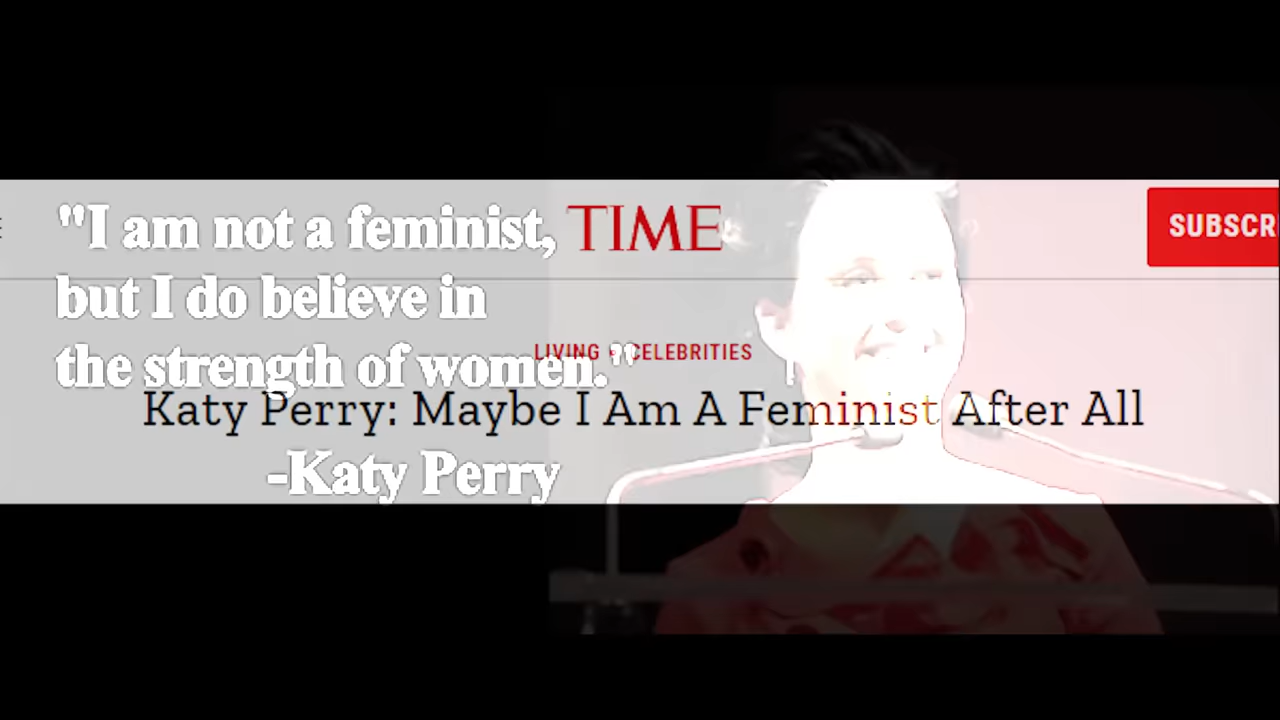 "I am not a feminist,
TIME
SUBSCR
but I do believe in
the strength of women."
LIVING • CELEBRITIES
Katy Perry: Maybe I Am A Feminist After All
-Katy Perry